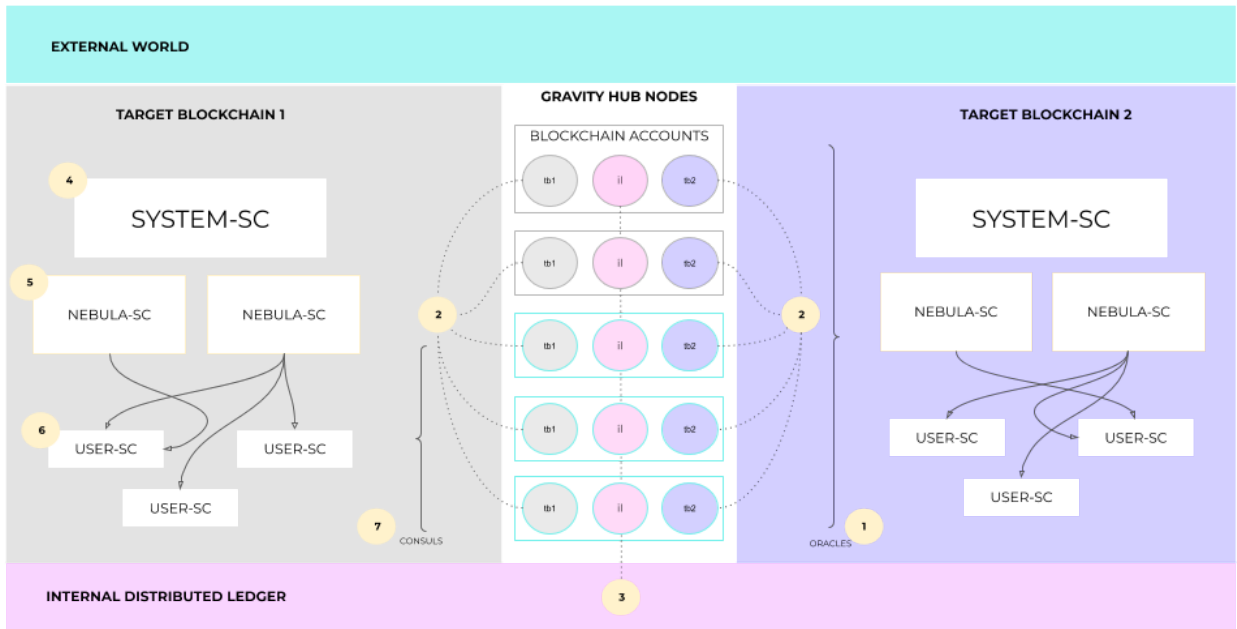 EXTERNAL WORLD
GRAVITY HUB NODES
TARGET BLOCKCHAIN 1
TARGET BLOCKCHAIN 2
BLOCKCHAIN ACCOUNTS
4
SYSTEM-SC
5
NEBULA-SC
NEBULA-SC
6
USER-SC
USER-SC
USER-SC
2
7
CONSULS
tb1
il
tb2
tb1
il
tb2
tb1
il
tb2
tb1
il
tb2
tb1
il
tb2
2
1
ORACLES
SYSTEM-SC
NEBULA-SC
NEBULA-SC
USER-SC
USER-SC
USER-SC
INTERNAL DISTRIBUTED LEDGER
3